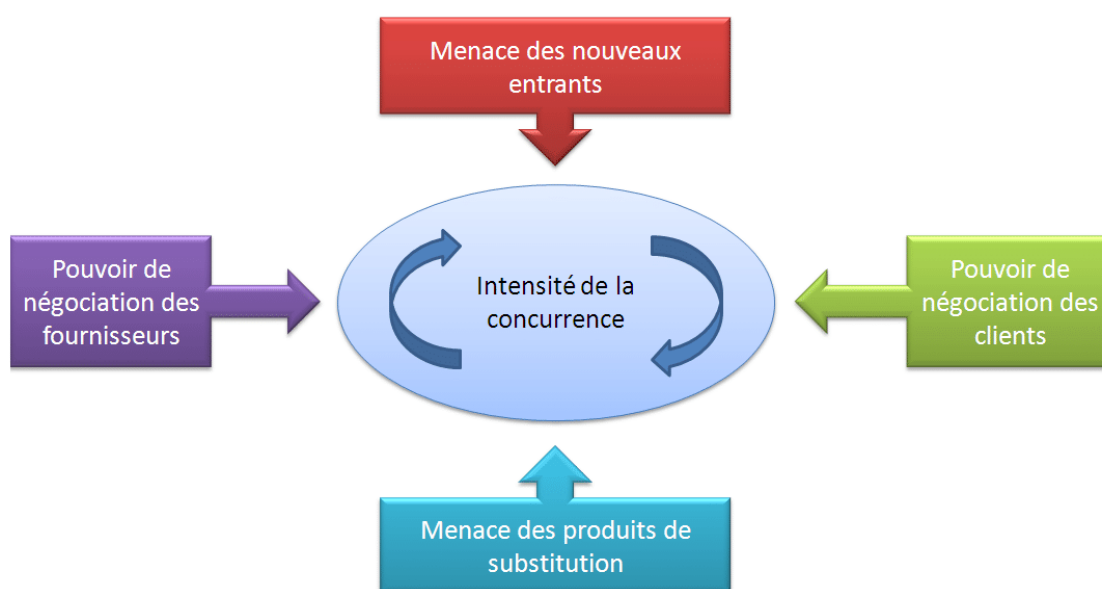 Menace des nouveaux
entrants
Pouvoir de
négociation des
fournisseurs
Intensité de la
concurrence
Pouvoir de
négociation des
clients
Menace des produits de
substitution